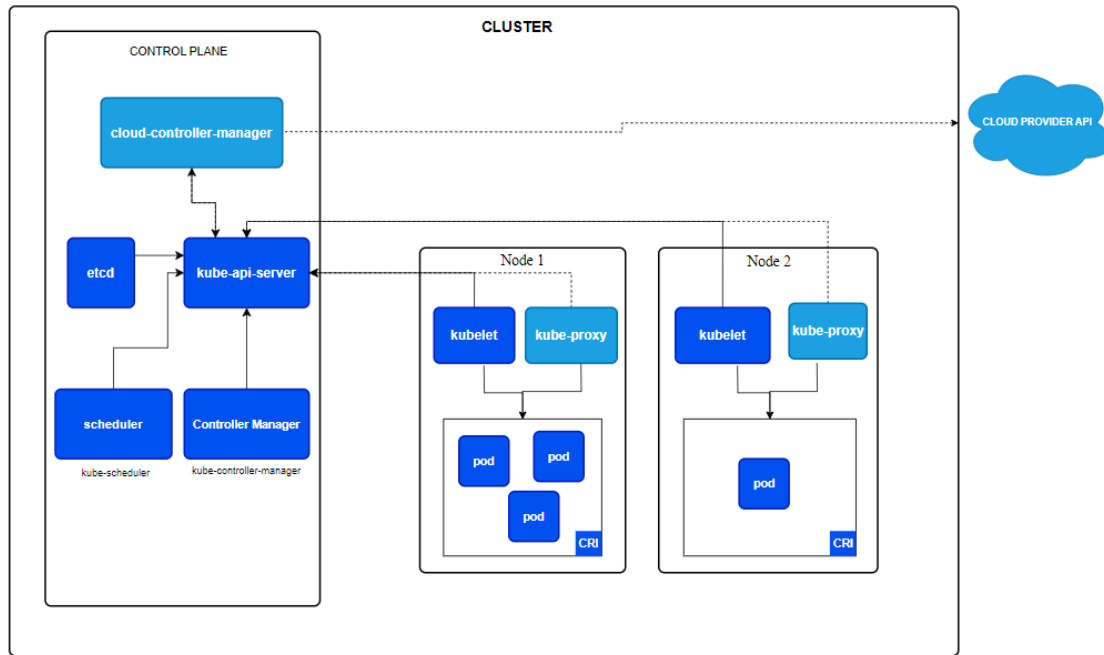 CLUSTER
CONTROL PLANE
cloud-controller-manager
CLOUD PROVIDER API
etcd
kube-api-server
scheduler
kube-scheduler
Controller Manager
kube-controller-manager
Node 1
kubelet
kube-proxy
pod
pod
pod
CRI
Node 2
kubelet
kube-proxy
pod
CRI